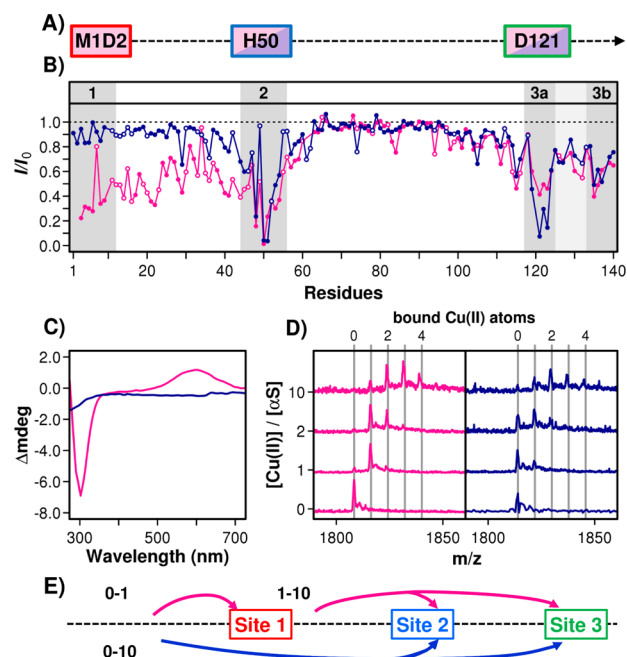 A)
M1D2 H50 D121
B)
1 2 3a 3b
I/I0
1.0
0.8
0.6
0.4
0.2
0.0
1 20 40 60 80 100 120 140
Residues
C)
2.0
0.0
-2.0
-4.0
-6.0
-8.0
Δmdeg
300 500 700
Wavelength (nm)
D)
bound Cu(II) atoms
0 1 2 3 4 0 1 2 3 4
[Cu(II)] / [αS]
10
2
1
0
1800 1850 1800 1850
m/z
E)
0-1 1-10
Site 1 Site 2 Site 3
0-10